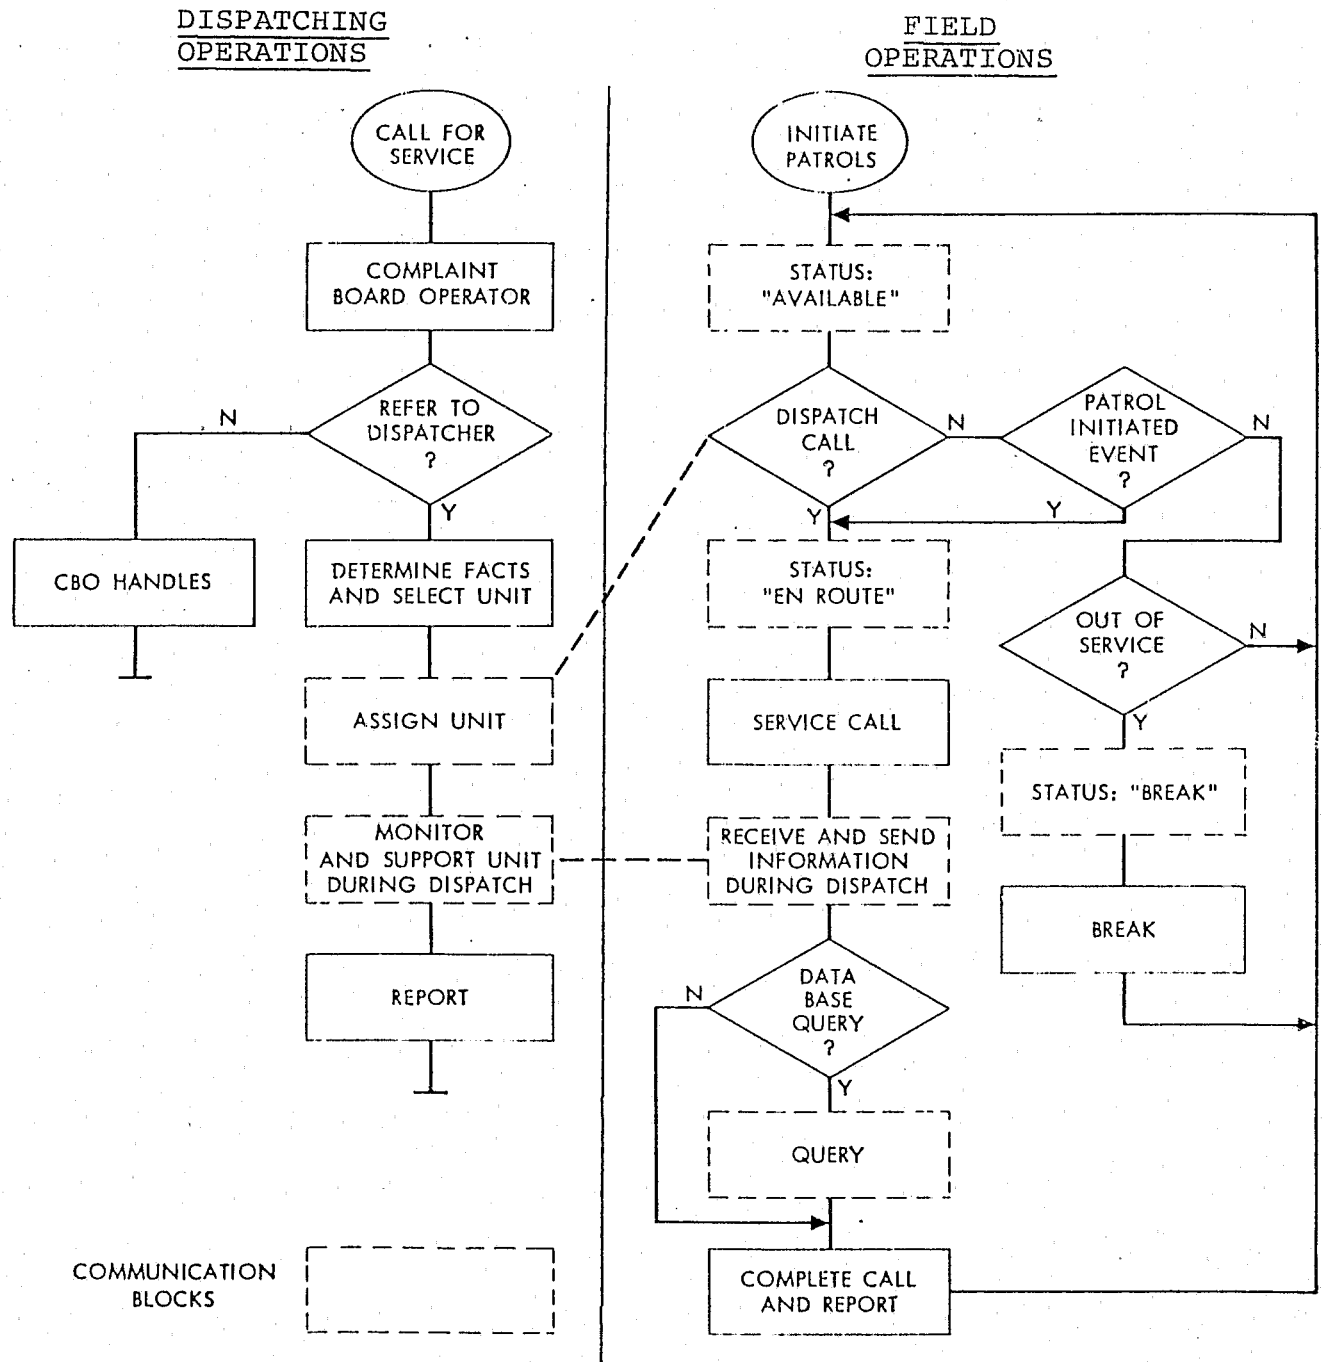 DISPATCHING
OPERATIONS
CALL FOR
SERVICE
COMPLAINT
BOARD OPERATOR
REFER TO
DISPATCHER
?
N
Y
CBO HANDLES
DETERMINE FACTS
AND SELECT UNIT
ASSIGN UNIT
MONITOR
AND SUPPORT UNIT
DURING DISPATCH
REPORT
COMMUNICATION
BLOCKS
FIELD
OPERATIONS
INITIATE
PATROLS
STATUS:
"AVAILABLE"
DISPATCH
CALL
?
N
Y
PATROL
INITIATED
EVENT
?
N
Y
STATUS:
"EN ROUTE"
OUT OF
SERVICE
?
N
Y
SERVICE CALL
STATUS: "BREAK"
RECEIVE AND SEND
INFORMATION
DURING DISPATCH
BREAK
DATA
BASE
QUERY
?
N
Y
QUERY
COMPLETE CALL
AND REPORT